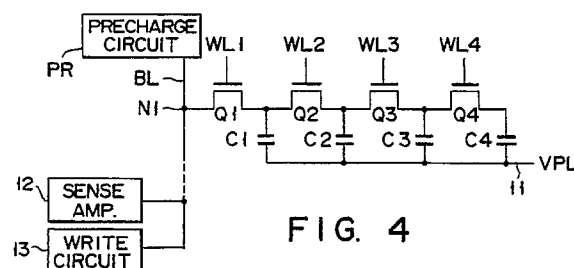 PRECHARGE
CIRCUIT
PR
BL
N1
WL1 WL2 WL3 WL4
Q1 Q2 Q3 Q4
C1 C2 C3 C4
VPL
11
12
SENSE
AMP.
13
WRITE
CIRCUIT
FIG. 4